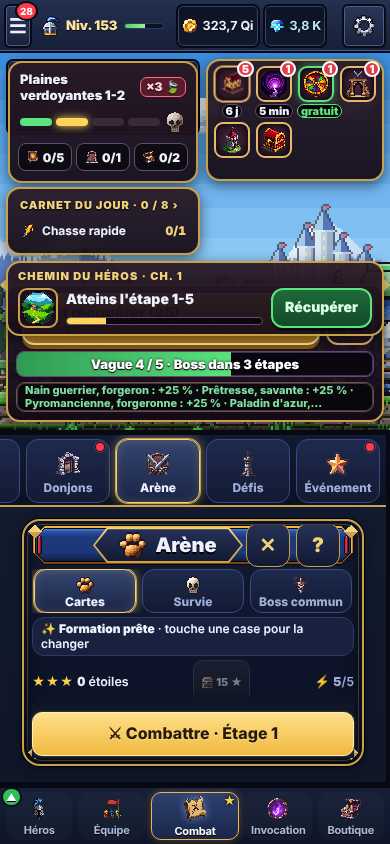 28
Niv. 153
323,7 Qi
3,8 K
Plaines
verdoyantes 1-2
×3
0/5
0/1
0/2
5
1
1
1
6 j
5 min
gratuit
CARNET DU JOUR · 0 / 8 ›
Chasse rapide
0/1
CHEMIN DU HÉROS · CH. 1
Atteins l'étape 1-5
Récupérer
Vague 4 / 5 · Boss dans 3 étapes
Nain guerrier, forgeron : +25 % · Prêtresse, savante : +25 % ·
Pyromancienne, forgeronne : +25 % · Paladin d'azur,...
Donjons
Arène
Défis
Événement
Arène
×
?
Cartes
Survie
Boss commun
✨ Formation prête · touche une case pour la
changer
★★★ 0 étoiles
15 ★
⚡ 5/5
⚔ Combattre · Étage 1
Héros
Équipe
Combat
Invocation
Boutique